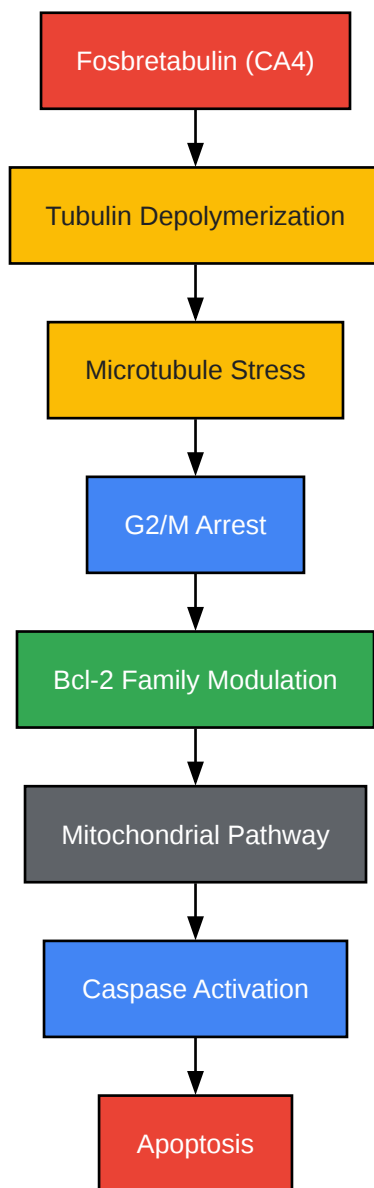 Fosbretabulin (CA4)
Tubulin Depolymerization
Microtubule Stress
G2/M Arrest
Bcl-2 Family Modulation
Mitochondrial Pathway
Caspase Activation
Apoptosis